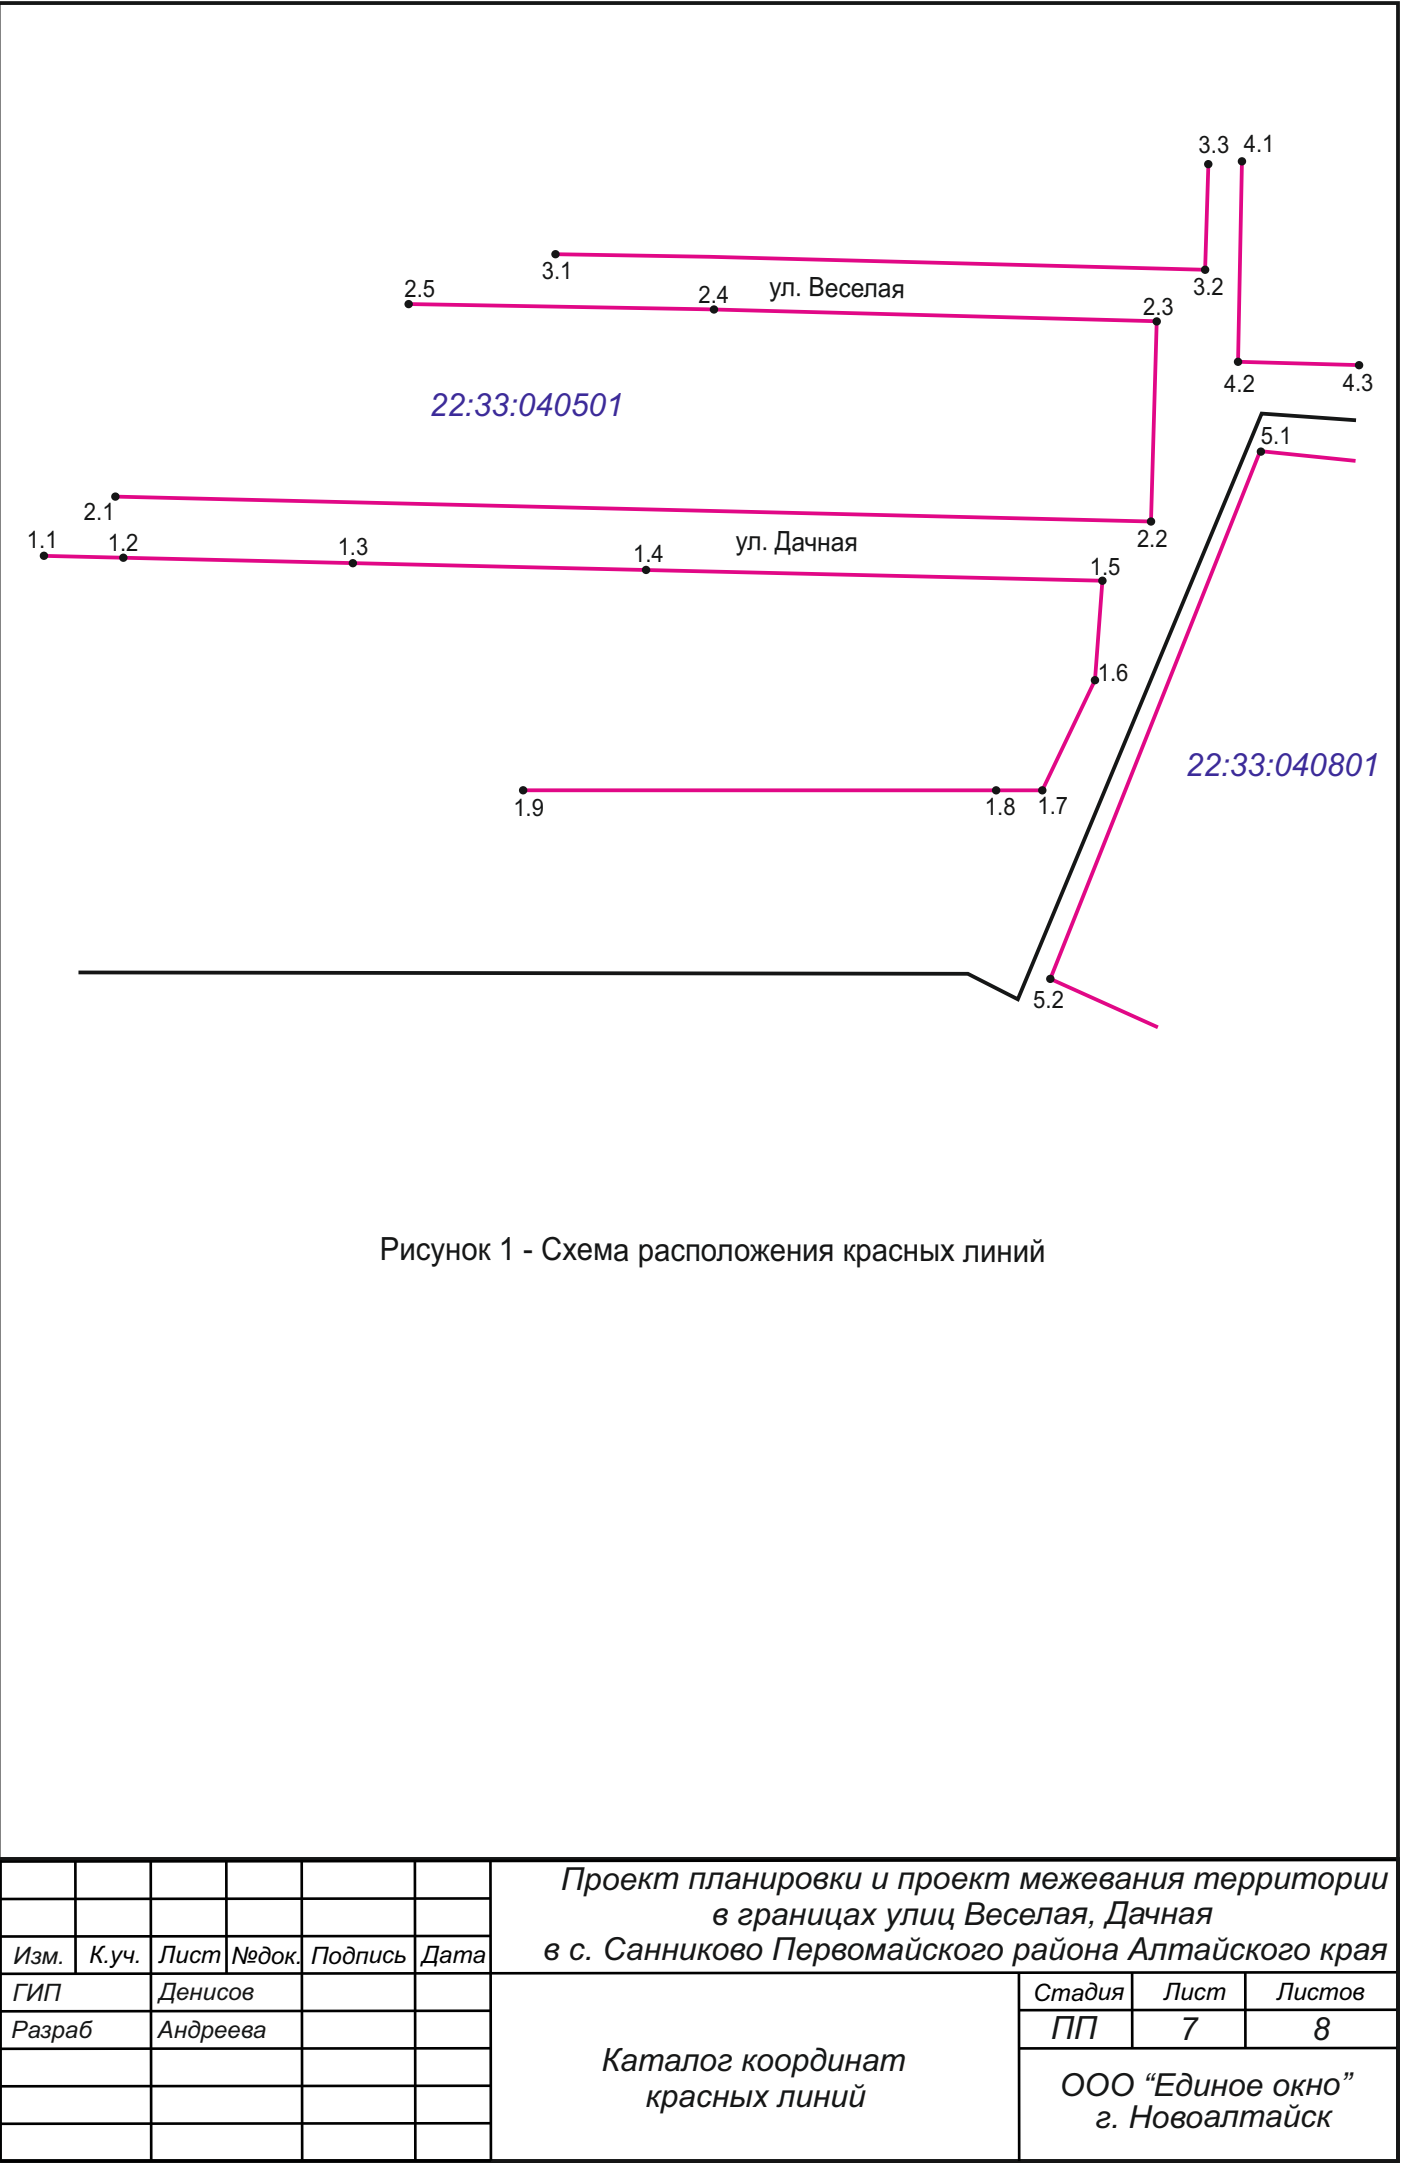 3.3 4.1
3.1
3.2
2.5
2.4
ул. Веселая
2.3
4.2
4.3
22:33:040501
5.1
2.1
1.1
1.2
1.3
1.4
ул. Дачная
2.2
1.5
1.6
22:33:040801
1.9
1.8
1.7
5.2
Рисунок 1 - Схема расположения красных линий
Проект планировки и проект межевания территории
в границах улиц Веселая, Дачная
в с. Санниково Первомайского района Алтайского края
Изм. К.уч. Лист №док. Подпись Дата
ГИП Денисов
Разраб Андреева
Каталог координат
красных линий
Стадия Лист Листов
ПП 7 8
ООО “Единое окно”
г. Новоалтайск